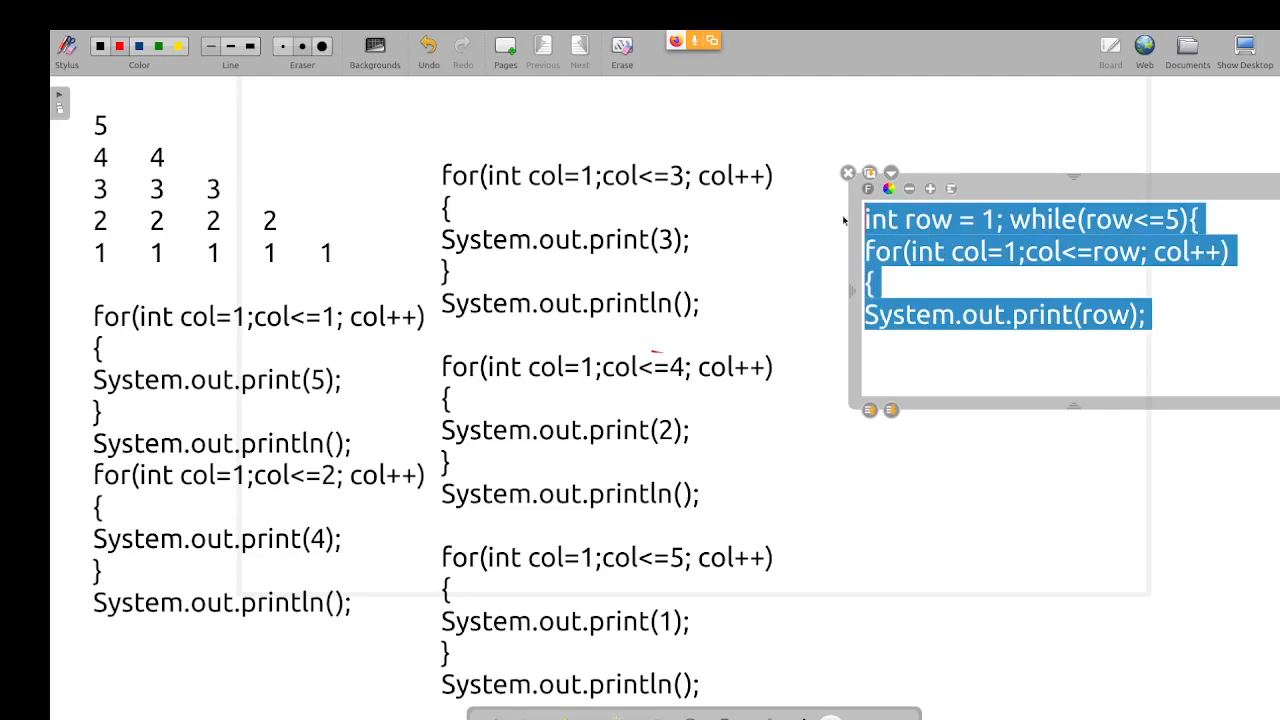 Stylus
Color
Line
Eraser
Backgrounds
Undo
Redo
Pages
Previous
Next
Erase
Board
Web
Documents
Show Desktop
5
4 4
3 3 3
2 2 2 2
1 1 1 1 1
for(int col=1;col<=1; col++)
{
System.out.print(5);
}
System.out.println();
for(int col=1;col<=2; col++)
{
System.out.print(4);
}
System.out.println();
for(int col=1;col<=3; col++)
{
System.out.print(3);
}
System.out.println();
for(int col=1;col<=4; col++)
{
System.out.print(2);
}
System.out.println();
for(int col=1;col<=5; col++)
{
System.out.print(1);
}
System.out.println();
int row = 1; while(row<=5){
for(int col=1;col<=row; col++)
{
System.out.print(row);